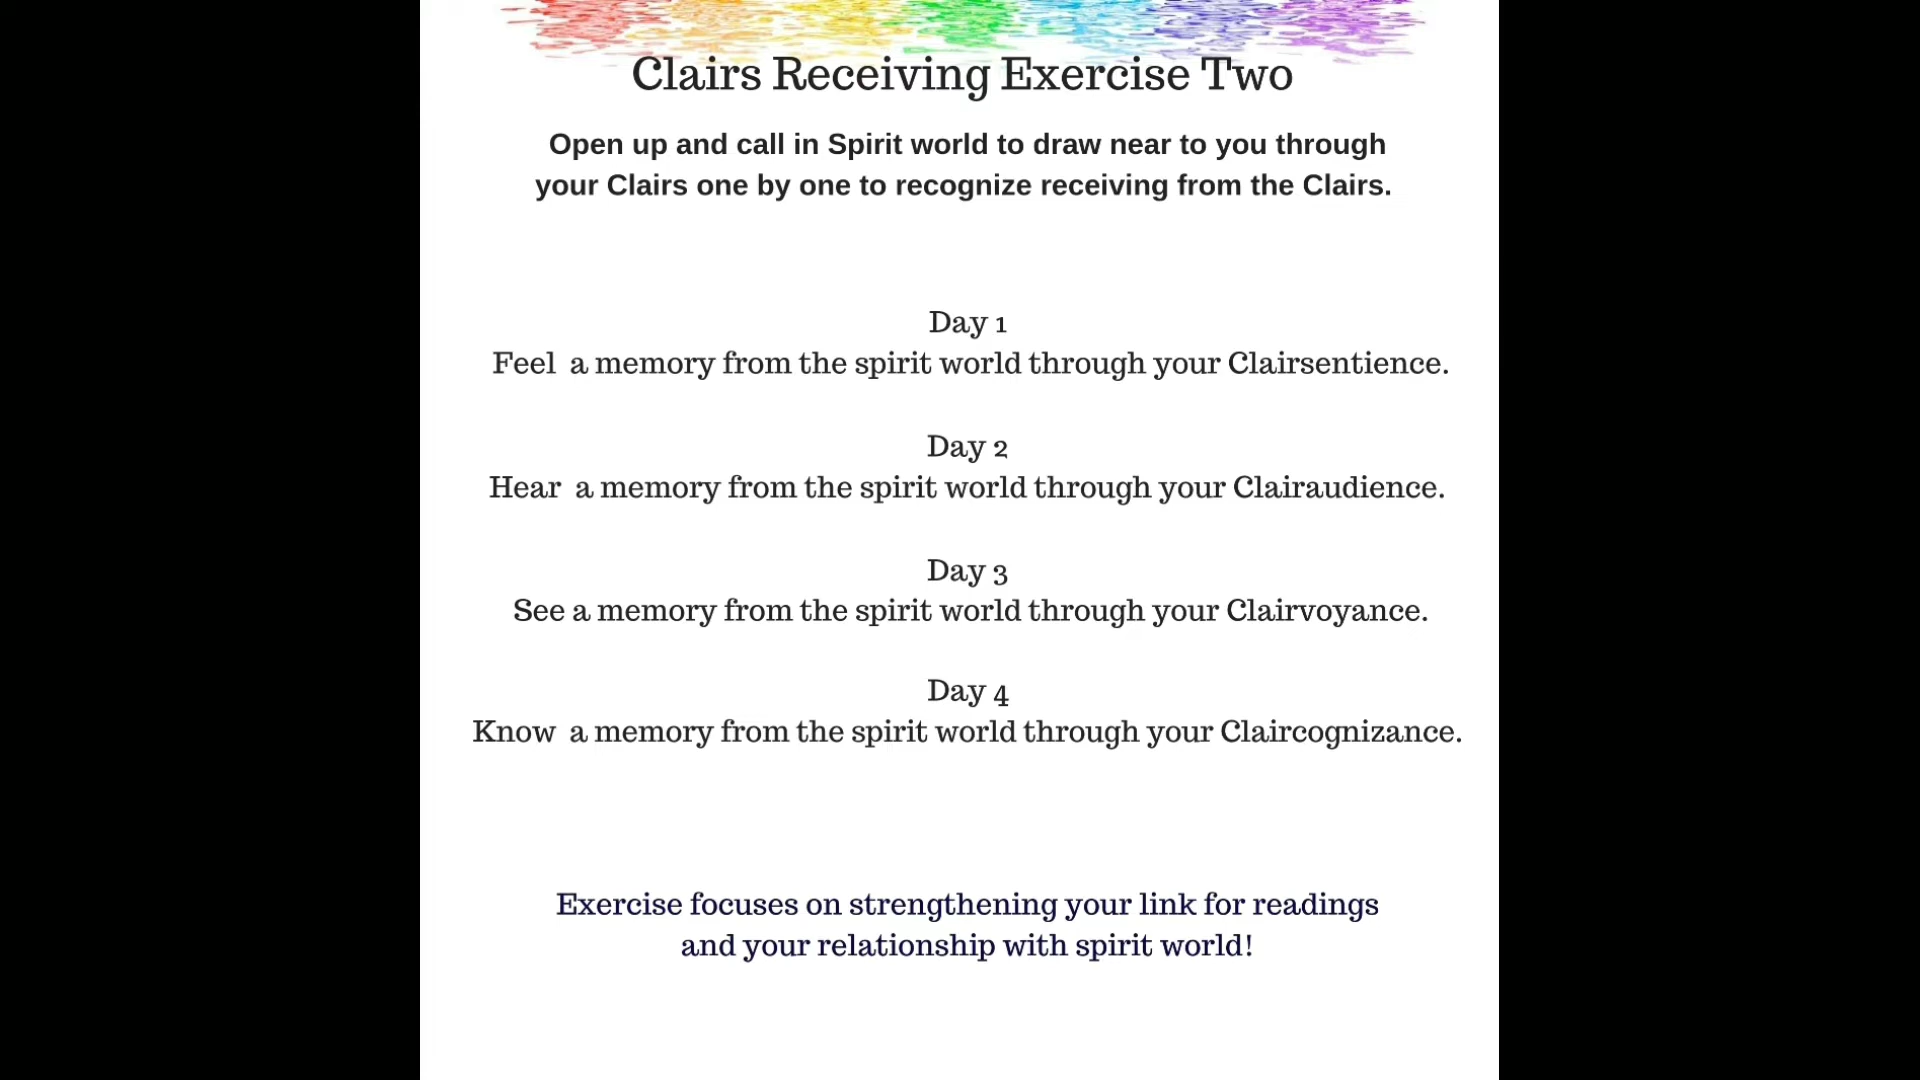 Clairs Receiving Exercise Two
Open up and call in Spirit world to draw near to you through
your Clairs one by one to recognize receiving from the Clairs.
Day 1
Feel a memory from the spirit world through your Clairsentience.
Day 2
Hear a memory from the spirit world through your Clairaudience.
Day 3
See a memory from the spirit world through your Clairvoyance.
Day 4
Know a memory from the spirit world through your Claircognizance.
Exercise focuses on strengthening your link for readings
and your relationship with spirit world!